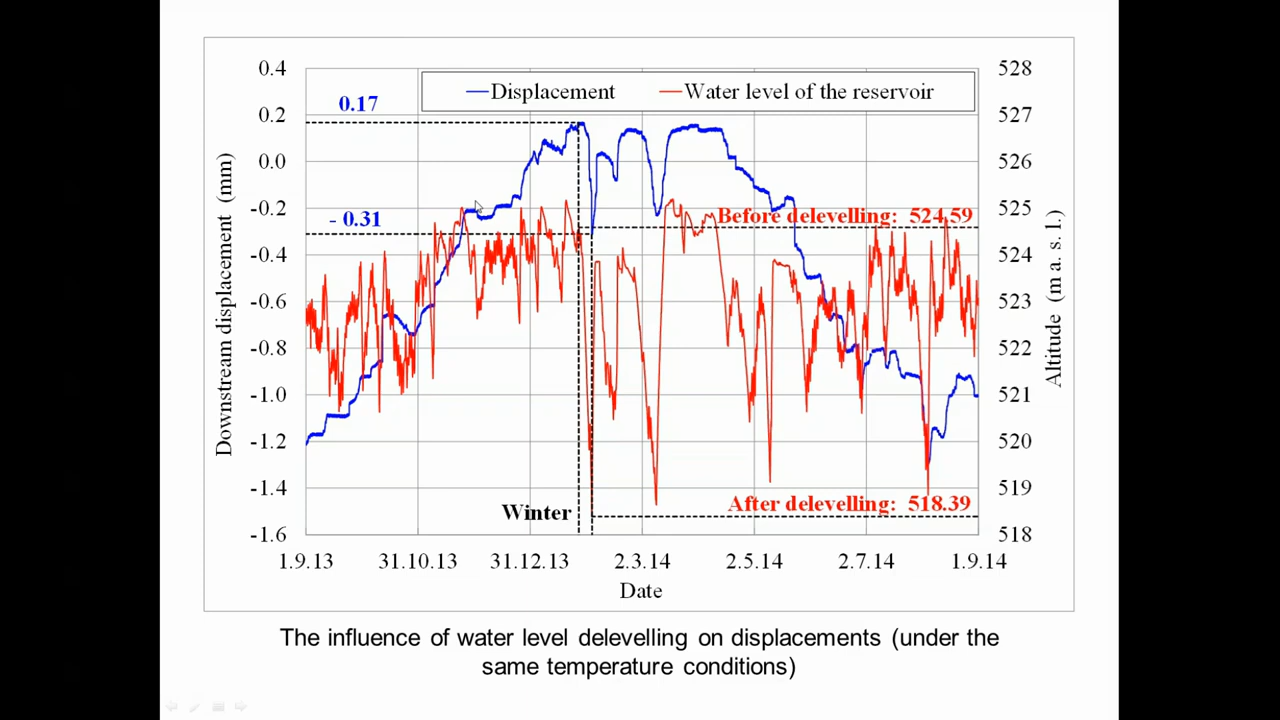 Displacement
Water level of the reservoir
0.4
0.2
0.0
-0.2
-0.4
-0.6
-0.8
-1.0
-1.2
-1.4
-1.6
Downstream displacement (mm)
0.17
- 0.31
Before delevelling: 524.59
After delevelling: 518.39
Winter
528
527
526
525
524
523
522
521
520
519
518
Altitude (m a. s. l.)
1.9.13 31.10.13 31.12.13 2.3.14 2.5.14 2.7.14 1.9.14
Date
The influence of water level delevelling on displacements (under the
same temperature conditions)